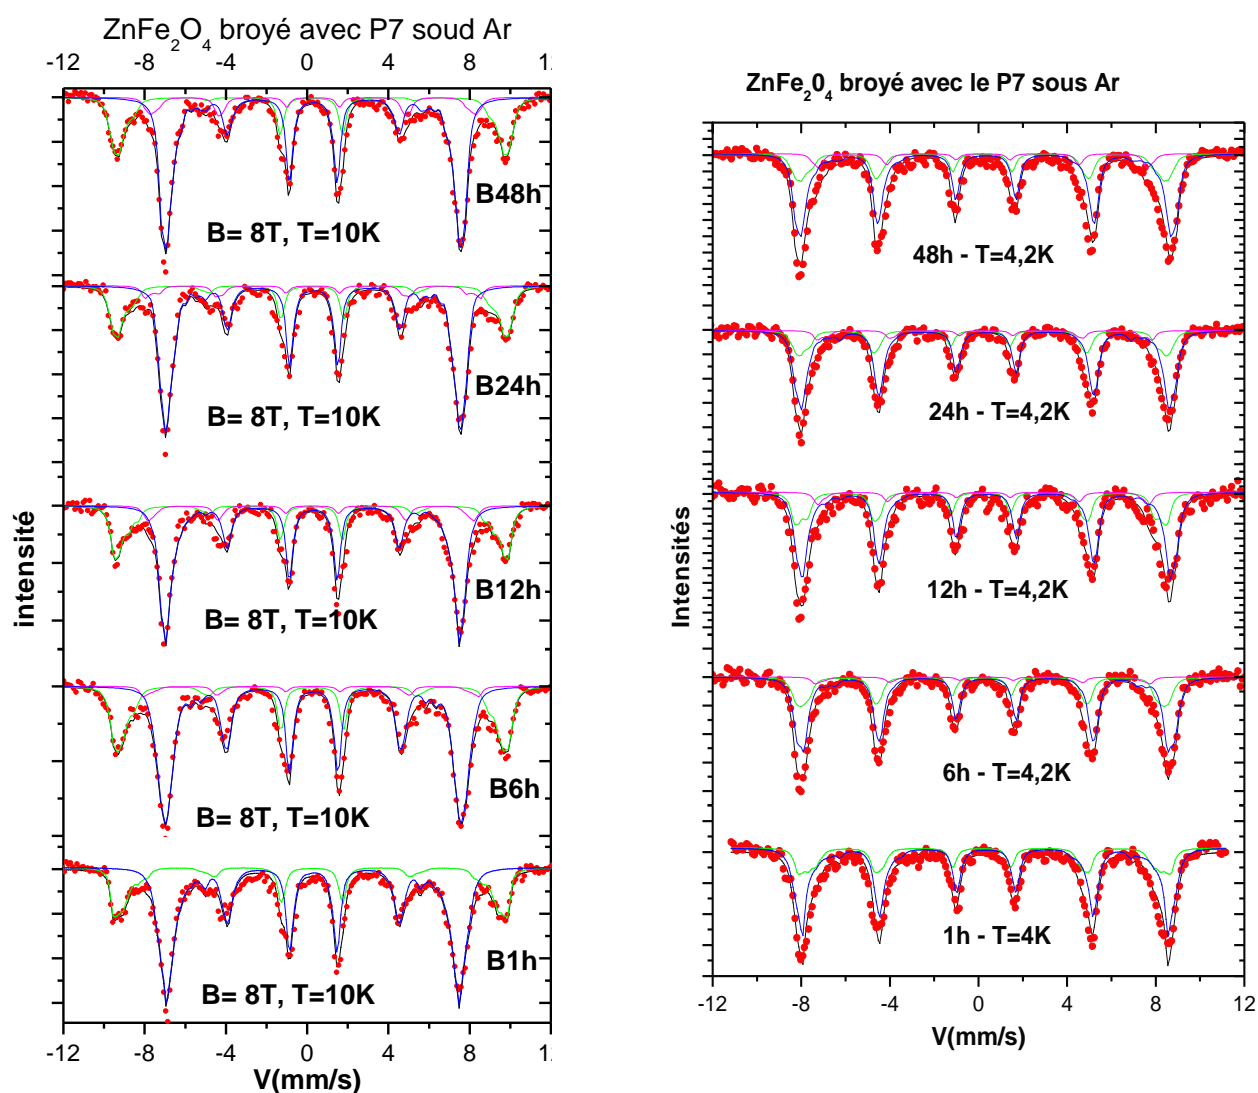 ZnFe2O4 broyé avec P7 soud Ar
-12 -8 -4 0 4 8 1
B48h
B= 8T, T=10K
B24h
B= 8T, T=10K
B12h
B= 8T, T=10K
B6h
B= 8T, T=10K
B1h
B= 8T, T=10K
intensité
-12 -8 -4 0 4 8 1
V(mm/s)
ZnFe204 broyé avec le P7 sous Ar
48h - T=4,2K
24h - T=4,2K
12h - T=4,2K
6h - T=4,2K
1h - T=4K
Intensités
-12 -8 -4 0 4 8 12
V(mm/s)